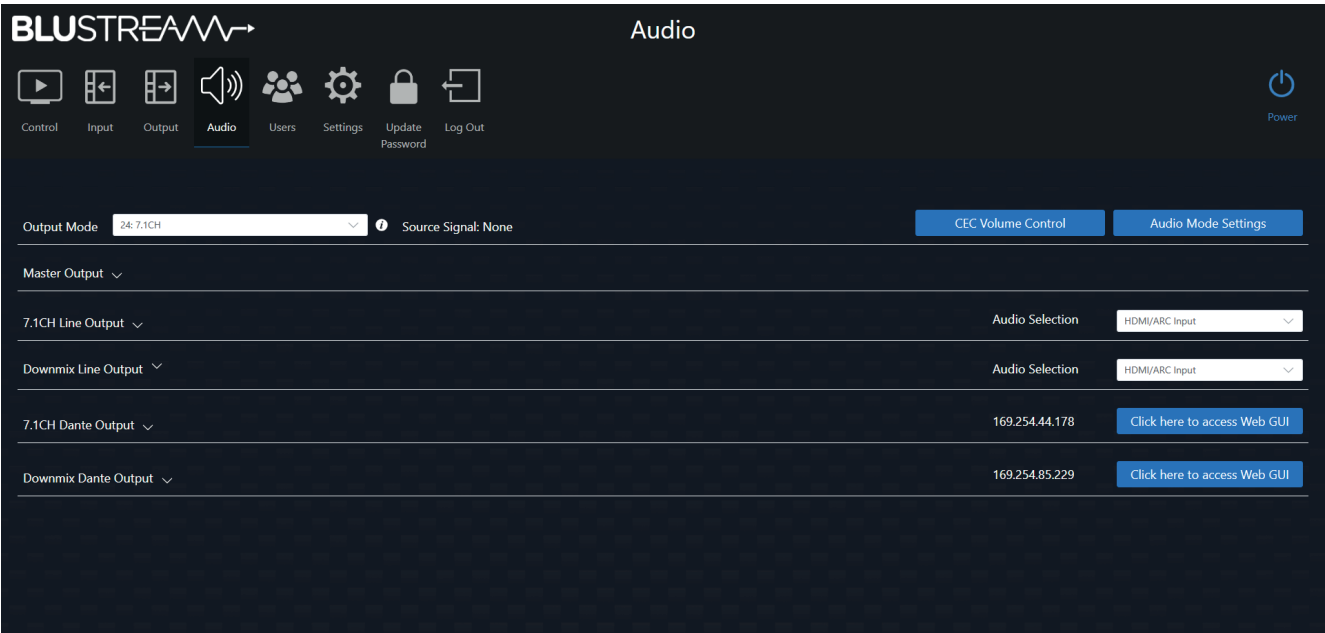 BLUSTREAM
Audio
Control
Input
Output
Audio
Users
Settings
Update
Password
Log Out
Power
Output Mode
24: 7.1CH
i
Source Signal: None
CEC Volume Control
Audio Mode Settings
Master Output
7.1CH Line Output
Audio Selection
HDMI/ARC Input
Downmix Line Output
Audio Selection
HDMI/ARC Input
7.1CH Dante Output
169.254.44.178
Click here to access Web GUI
Downmix Dante Output
169.254.85.229
Click here to access Web GUI